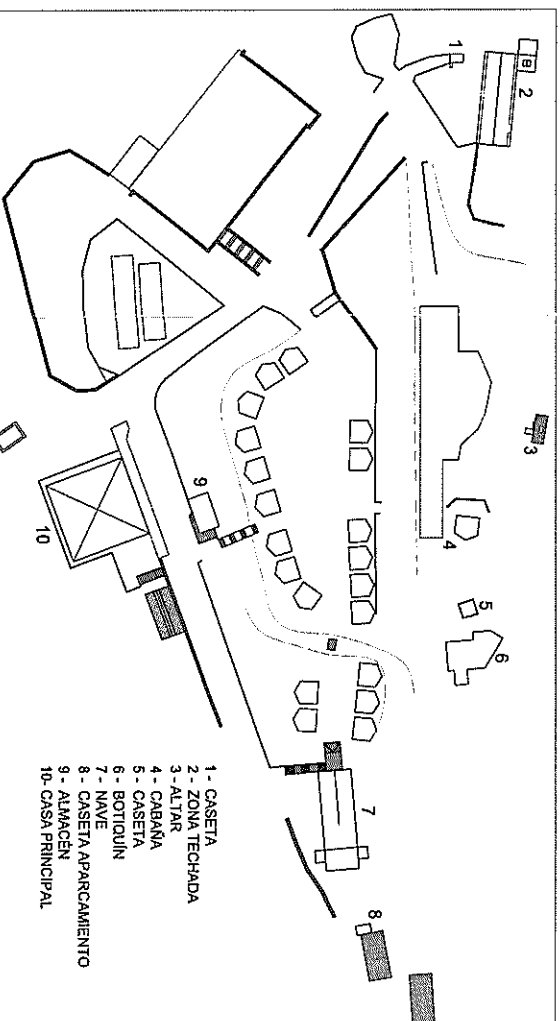 1
B
2
3
4
5
6
7
8
9
10
1- CASETA
2 - ZONA TECHADA
3 - ALTAR
4 - CABAÑA
5 - CASETA
6 - BOTIQUÍN
7 - NAVE
8 - CASETA APARCAMIENTO
9 - ALMACÉN
10- CASA PRINCIPAL